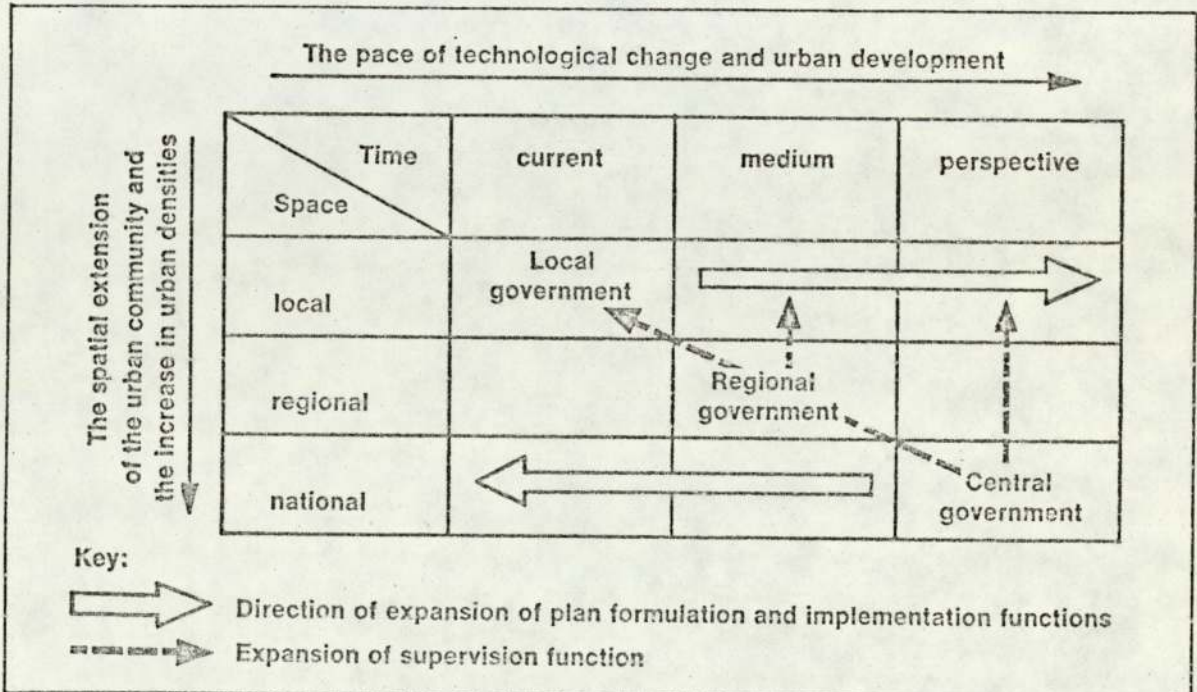 The pace of technological change and urban development
The spatial extension
of the urban community and
the increase in urban densities
Time
Space
current
medium
perspective
local
Local
government
regional
Regional
government
national
Central
government
Key:
Direction of expansion of plan formulation and implementation functions
Expansion of supervision function